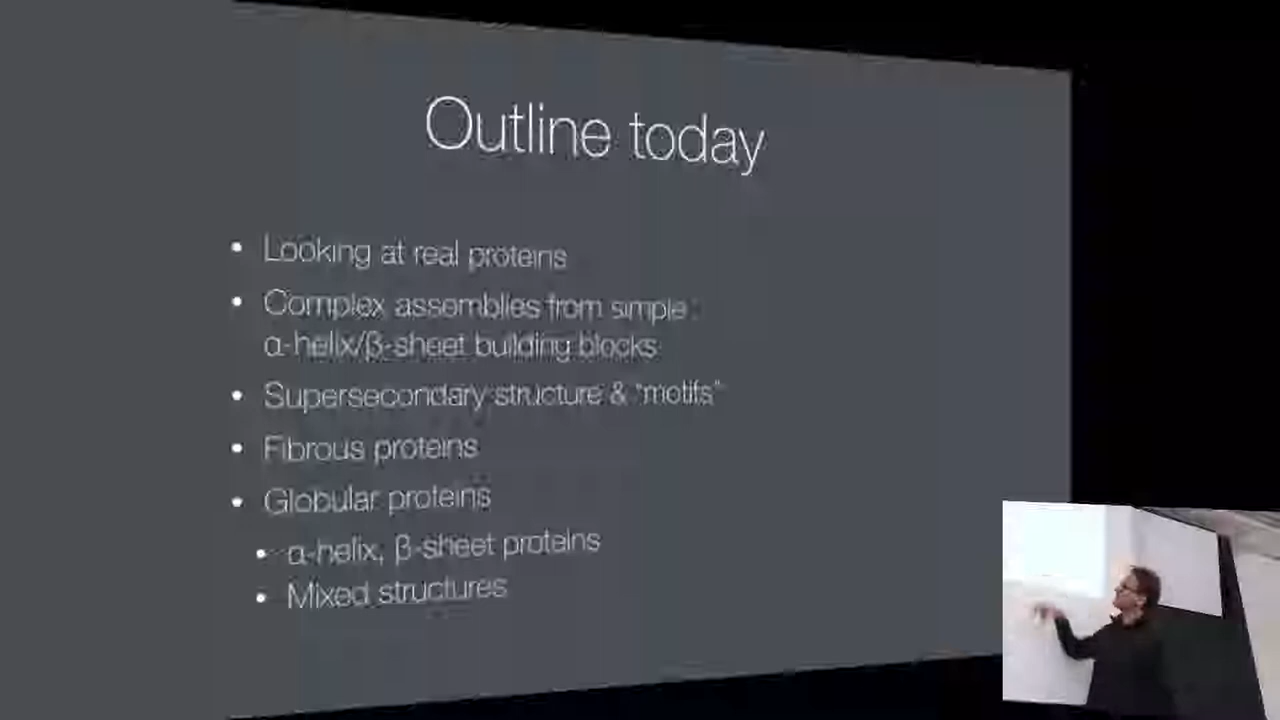 Outline today
• Looking at real proteins
• Complex assemblies from simple
α-helix/β-sheet building blocks
• Supersecondary structure & "motifs"
• Fibrous proteins
• Globular proteins
• α-helix, β-sheet proteins
• Mixed structures